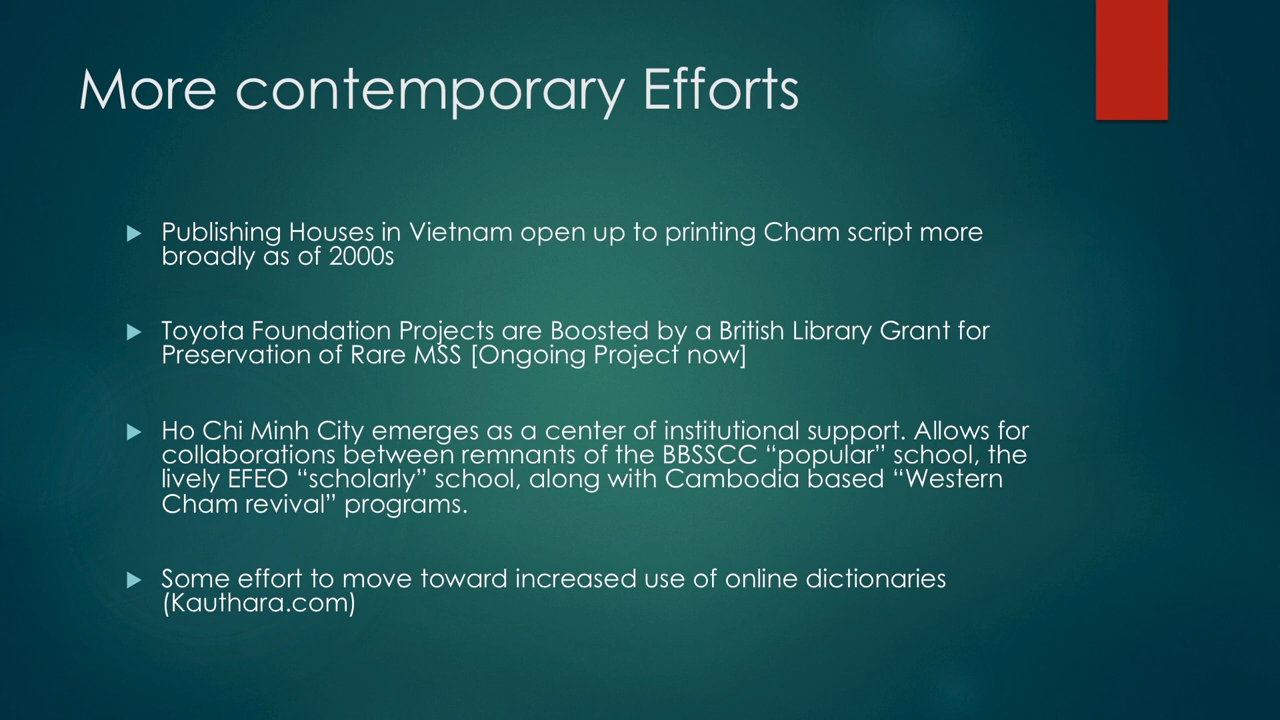 More contemporary Efforts
Publishing Houses in Vietnam open up to printing Cham script more
broadly as of 2000s
Toyota Foundation Projects are Boosted by a British Library Grant for
Preservation of Rare MSS [Ongoing Project now]
Ho Chi Minh City emerges as a center of institutional support. Allows for
collaborations between remnants of the BBSSCC “popular” school, the
lively EFEO “scholarly” school, along with Cambodia based “Western
Cham revival” programs.
Some effort to move toward increased use of online dictionaries
(Kauthara.com)